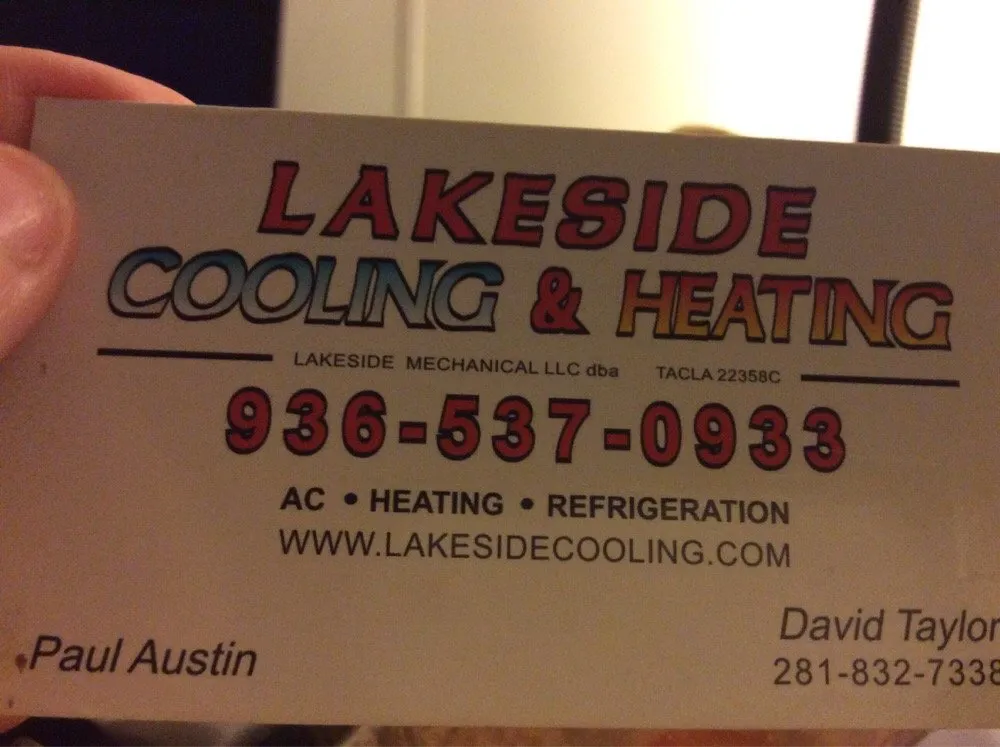 LAKESIDE
COOLING & HEATING
LAKESIDE MECHANICAL LLC dba TACLA 22358C
936-537-0933
AC • HEATING • REFRIGERATION
WWW.LAKESIDECOOLING.COM
Paul Austin
David Taylor
281-832-7338